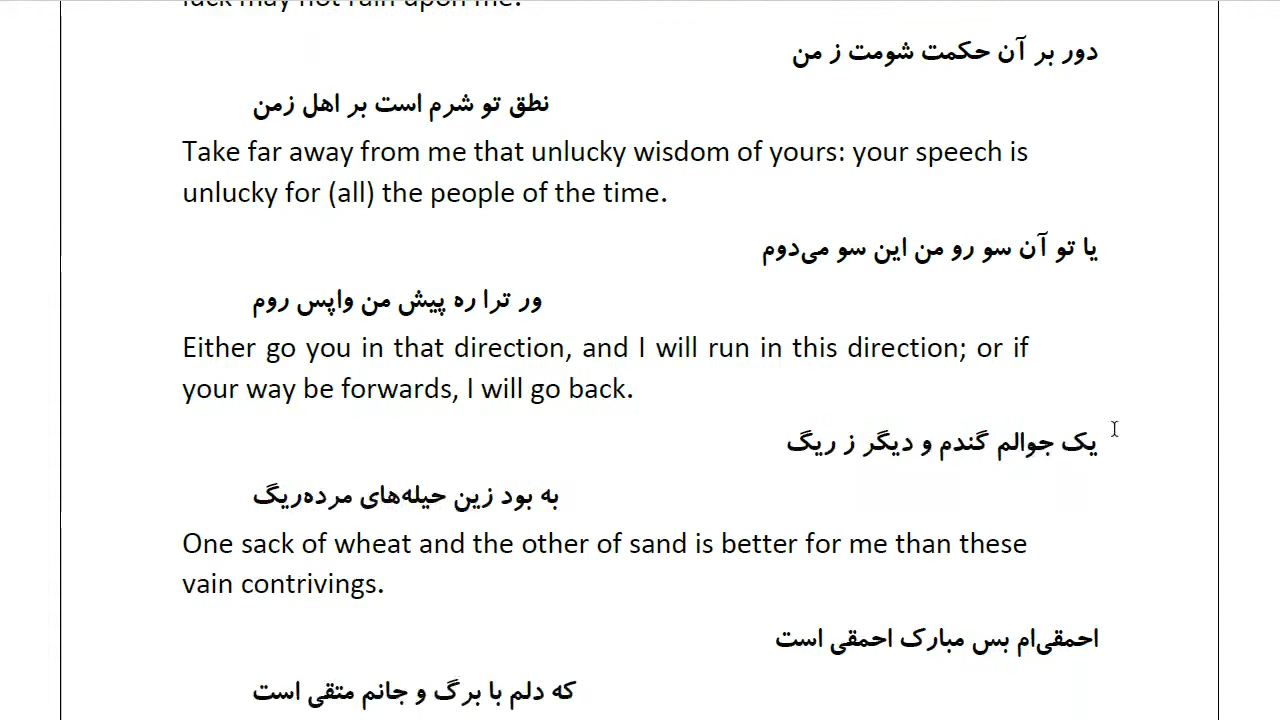 luck may not rain upon me.
دور بر آن حکمت شومت ز من
نطق تو شرم است بر اهل زمن
Take far away from me that unlucky wisdom of yours: your speech is
unlucky for (all) the people of the time.
یا تو آن سو رو من این سو می‌دوم
ور ترا ره پیش من واپس روم
Either go you in that direction, and I will run in this direction; or if
your way be forwards, I will go back.
یک جوالم گندم و دیگر ز ریگ
به بود زین حیله‌های مرده‌ریگ
One sack of wheat and the other of sand is better for me than these
vain contrivings.
احمقی‌ام بس مبارک احمقی است
که دلم با برگ و جانم متقی است